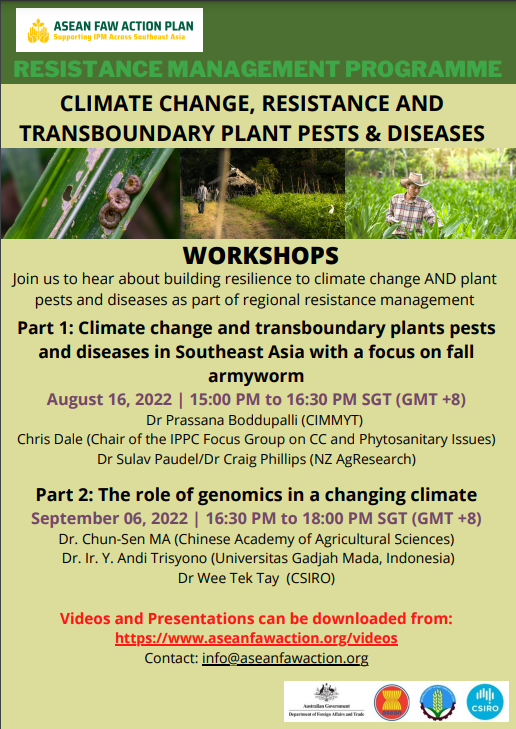 ASEAN FAW ACTION PLAN
Supporting IPM Across Southeast Asia
RESISTANCE MANAGEMENT PROGRAMME
CLIMATE CHANGE, RESISTANCE AND
TRANSBOUNDARY PLANT PESTS & DISEASES
WORKSHOPS
Join us to hear about building resilience to climate change AND plant
pests and diseases as part of regional resistance management
Part 1: Climate change and transboundary plants pests
and diseases in Southeast Asia with a focus on fall
armyworm
August 16, 2022 | 15:00 PM to 16:30 PM SGT (GMT +8)
Dr Prassana Boddupalli (CIMMYT)
Chris Dale (Chair of the IPPC Focus Group on CC and Phytosanitary Issues)
Dr Sulav Paudel/Dr Craig Phillips (NZ AgResearch)
Part 2: The role of genomics in a changing climate
September 06, 2022 | 16:30 PM to 18:00 PM SGT (GMT +8)
Dr. Chun-Sen MA (Chinese Academy of Agricultural Sciences)
Dr. Ir. Y. Andi Trisyono (Universitas Gadjah Mada, Indonesia)
Dr Wee Tek Tay (CSIRO)
Videos and Presentations can be downloaded from:
https://www.aseanfawaction.org/videos
Contact: info@aseanfawaction.org
Australian Government
Department of Foreign Affairs and Trade
CSIRO